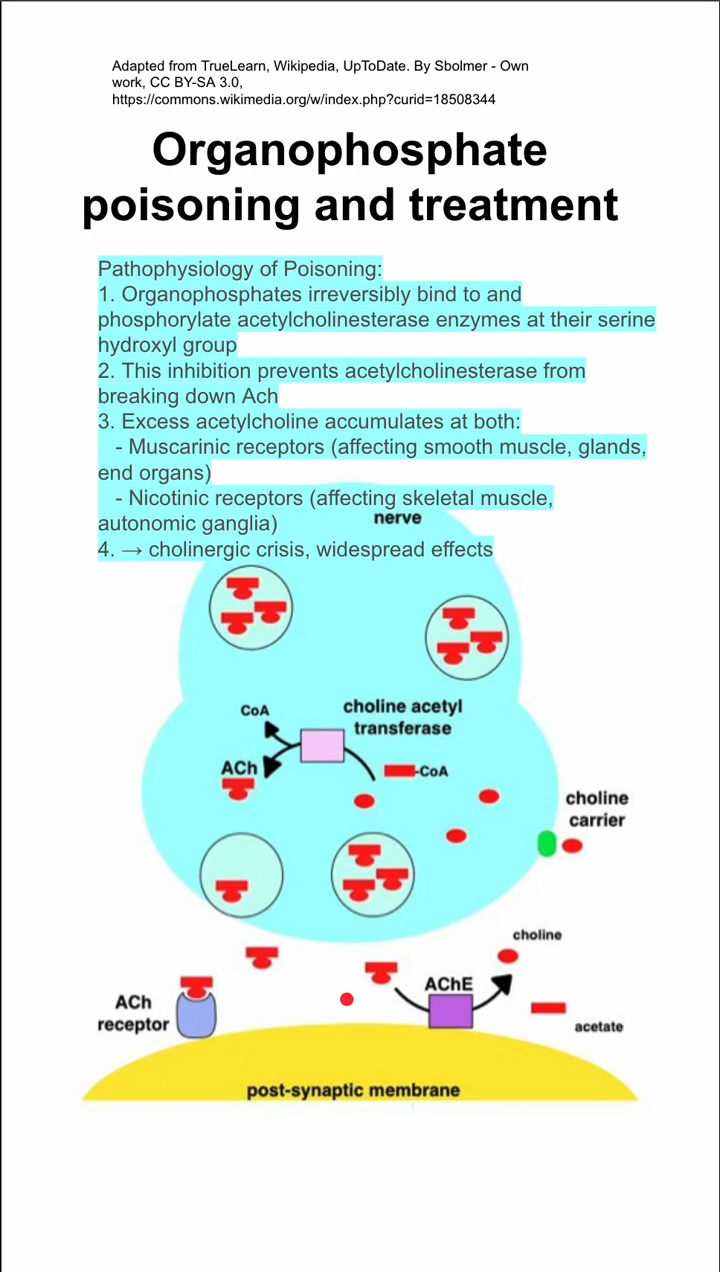 Adapted from TrueLearn, Wikipedia, UpToDate. By Sbolmer - Own
work, CC BY-SA 3.0,
https://commons.wikimedia.org/w/index.php?curid=18508344
Organophosphate
poisoning and treatment
Pathophysiology of Poisoning:
1. Organophosphates irreversibly bind to and
phosphorylate acetylcholinesterase enzymes at their serine
hydroxyl group
2. This inhibition prevents acetylcholinesterase from
breaking down Ach
3. Excess acetylcholine accumulates at both:
- Muscarinic receptors (affecting smooth muscle, glands,
end organs)
- Nicotinic receptors (affecting skeletal muscle,
autonomic ganglia)
nerve
4. → cholinergic crisis, widespread effects
CoA
choline acetyl
transferase
ACh
-CoA
choline
carrier
choline
AChE
ACh
receptor
acetate
post-synaptic membrane